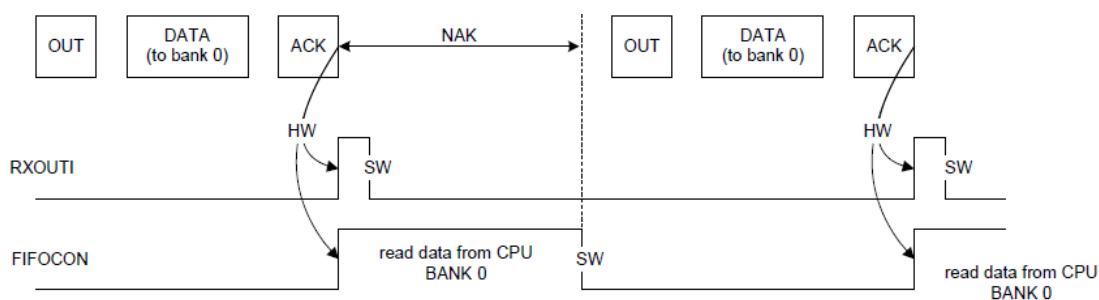 OUT
DATA
(to bank 0)
ACK
NAK
OUT
DATA
(to bank 0)
ACK
HW
HW
RXOUTI
SW
SW
FIFOCON
read data from CPU
BANK 0
SW
read data from CPU
BANK 0